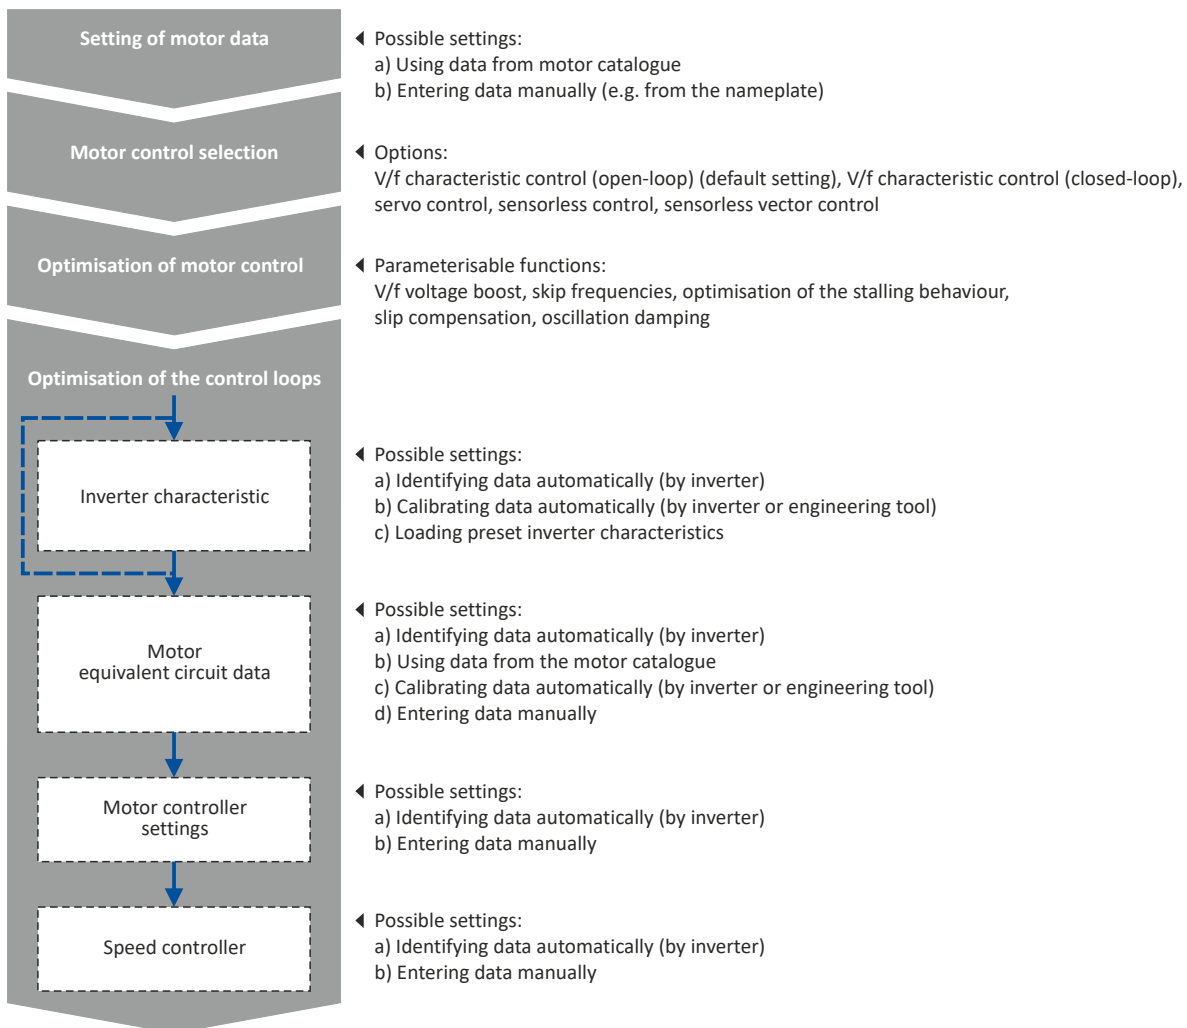 Setting of motor data
Possible settings:
a) Using data from motor catalogue
b) Entering data manually (e.g. from the nameplate)
Motor control selection
Options:
V/f characteristic control (open-loop) (default setting), V/f characteristic control (closed-loop),
servo control, sensorless control, sensorless vector control
Optimisation of motor control
Parameterisable functions:
V/f voltage boost, skip frequencies, optimisation of the stalling behaviour,
slip compensation, oscillation damping
Optimisation of the control loops
Inverter characteristic
Possible settings:
a) Identifying data automatically (by inverter)
b) Calibrating data automatically (by inverter or engineering tool)
c) Loading preset inverter characteristics
Motor
equivalent circuit data
Possible settings:
a) Identifying data automatically (by inverter)
b) Using data from the motor catalogue
c) Calibrating data automatically (by inverter or engineering tool)
d) Entering data manually
Motor controller
settings
Possible settings:
a) Identifying data automatically (by inverter)
b) Entering data manually
Speed controller
Possible settings:
a) Identifying data automatically (by inverter)
b) Entering data manually